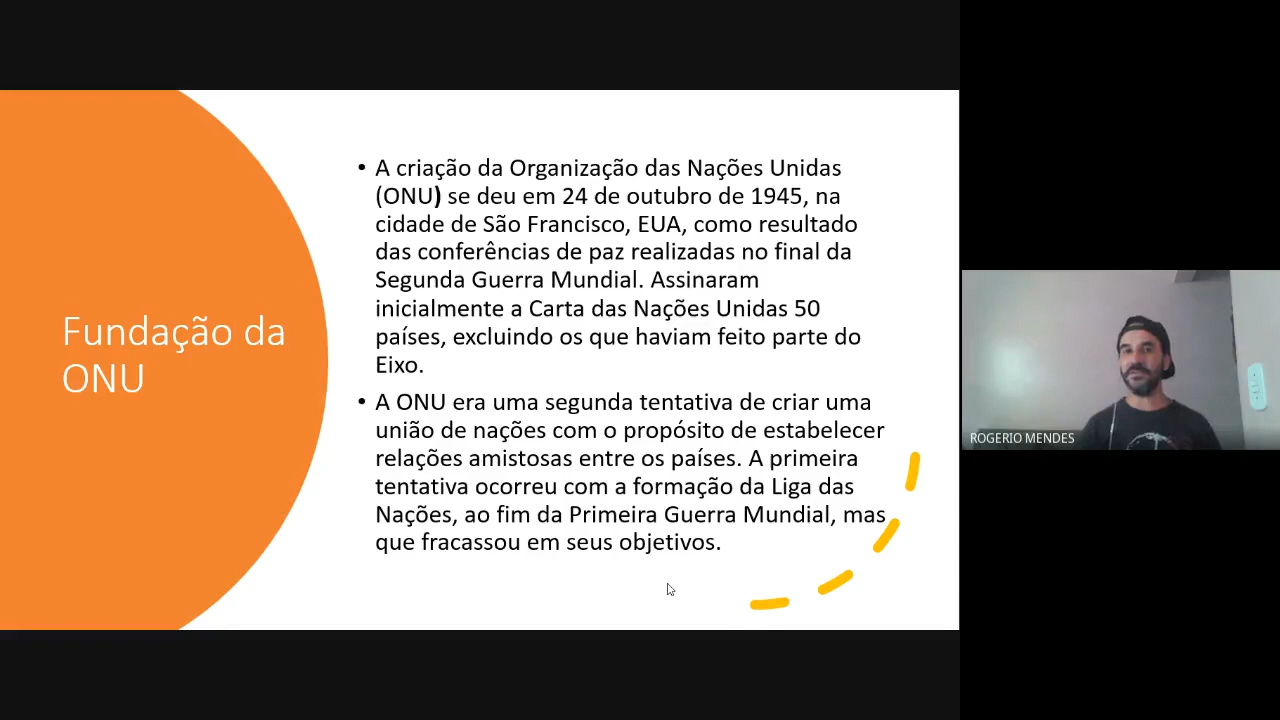 Fundação da
ONU
• A criação da Organização das Nações Unidas
(ONU) se deu em 24 de outubro de 1945, na
cidade de São Francisco, EUA, como resultado
das conferências de paz realizadas no final da
Segunda Guerra Mundial. Assinaram
inicialmente a Carta das Nações Unidas 50
países, excluindo os que haviam feito parte do
Eixo.
• A ONU era uma segunda tentativa de criar uma
união de nações com o propósito de estabelecer
relações amistosas entre os países. A primeira
tentativa ocorreu com a formação da Liga das
Nações, ao fim da Primeira Guerra Mundial, mas
que fracassou em seus objetivos.
ROGERIO MENDES